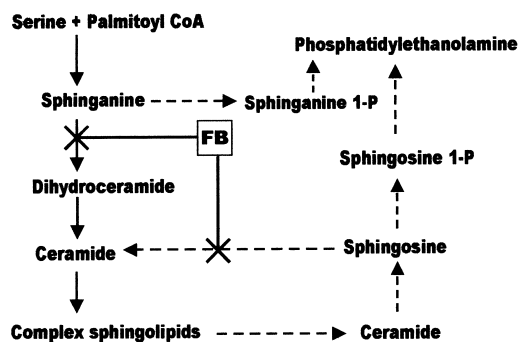 Serine + Palmitoyl CoA
Phosphatidylethanolamine
Sphinganine
Sphinganine 1-P
FB
Sphingosine 1-P
Dihydroceramide
Ceramide
Sphingosine
Complex sphingolipids
Ceramide